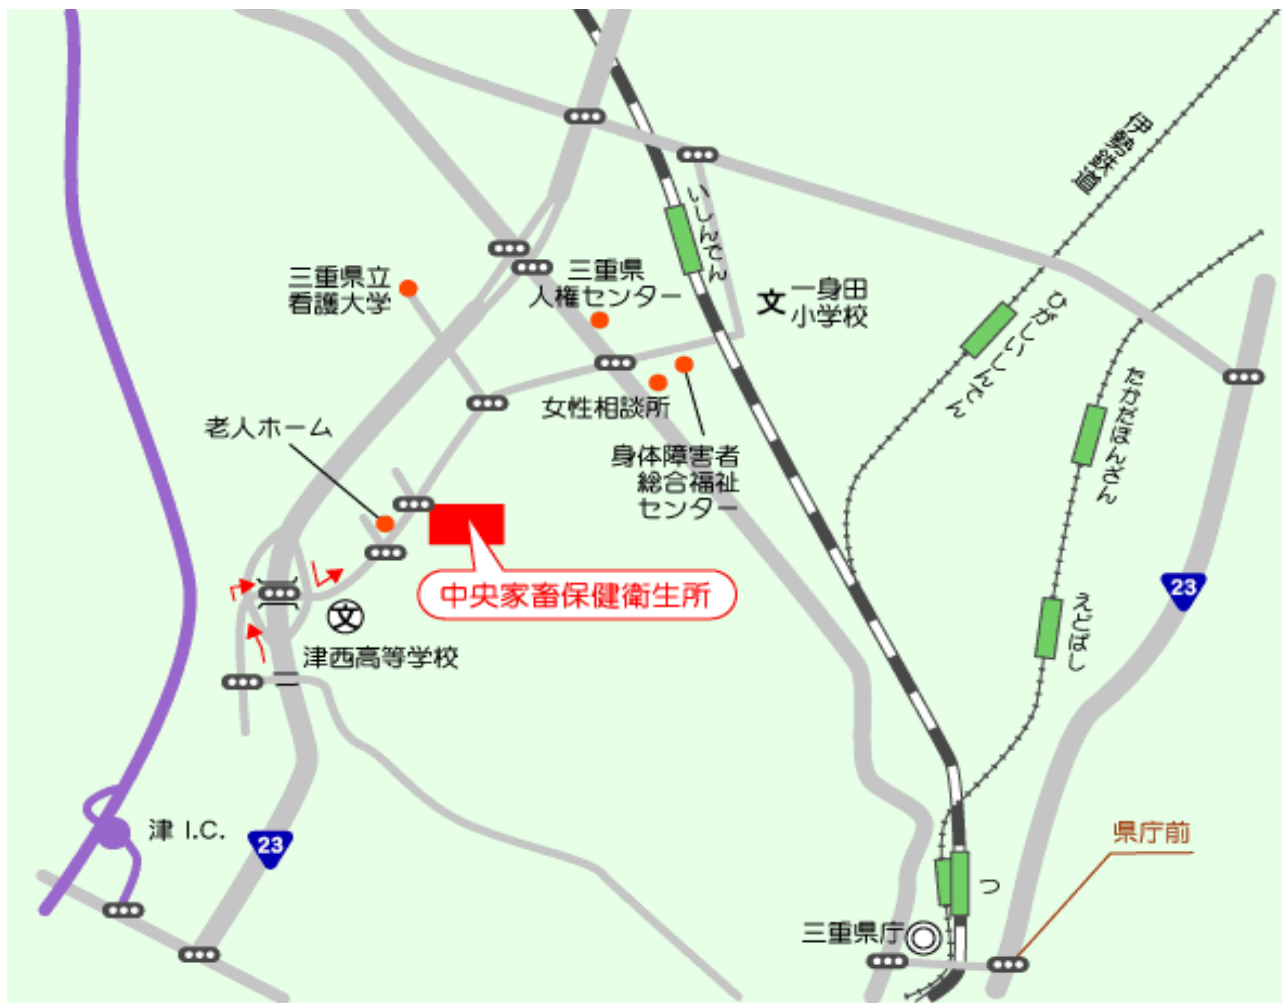 伊勢鉄道
いしんでん
三重県立
看護大学
三重県
人権センター
一身田
小学校
文
ひがしいしんでん
たかだほんざん
女性相談所
老人ホーム
身体障害者
総合福祉
センター
中央家畜保健衛生所
23
えどばし
文
津西高等学校
津 I.C.
23
県庁前
つ
三重県庁